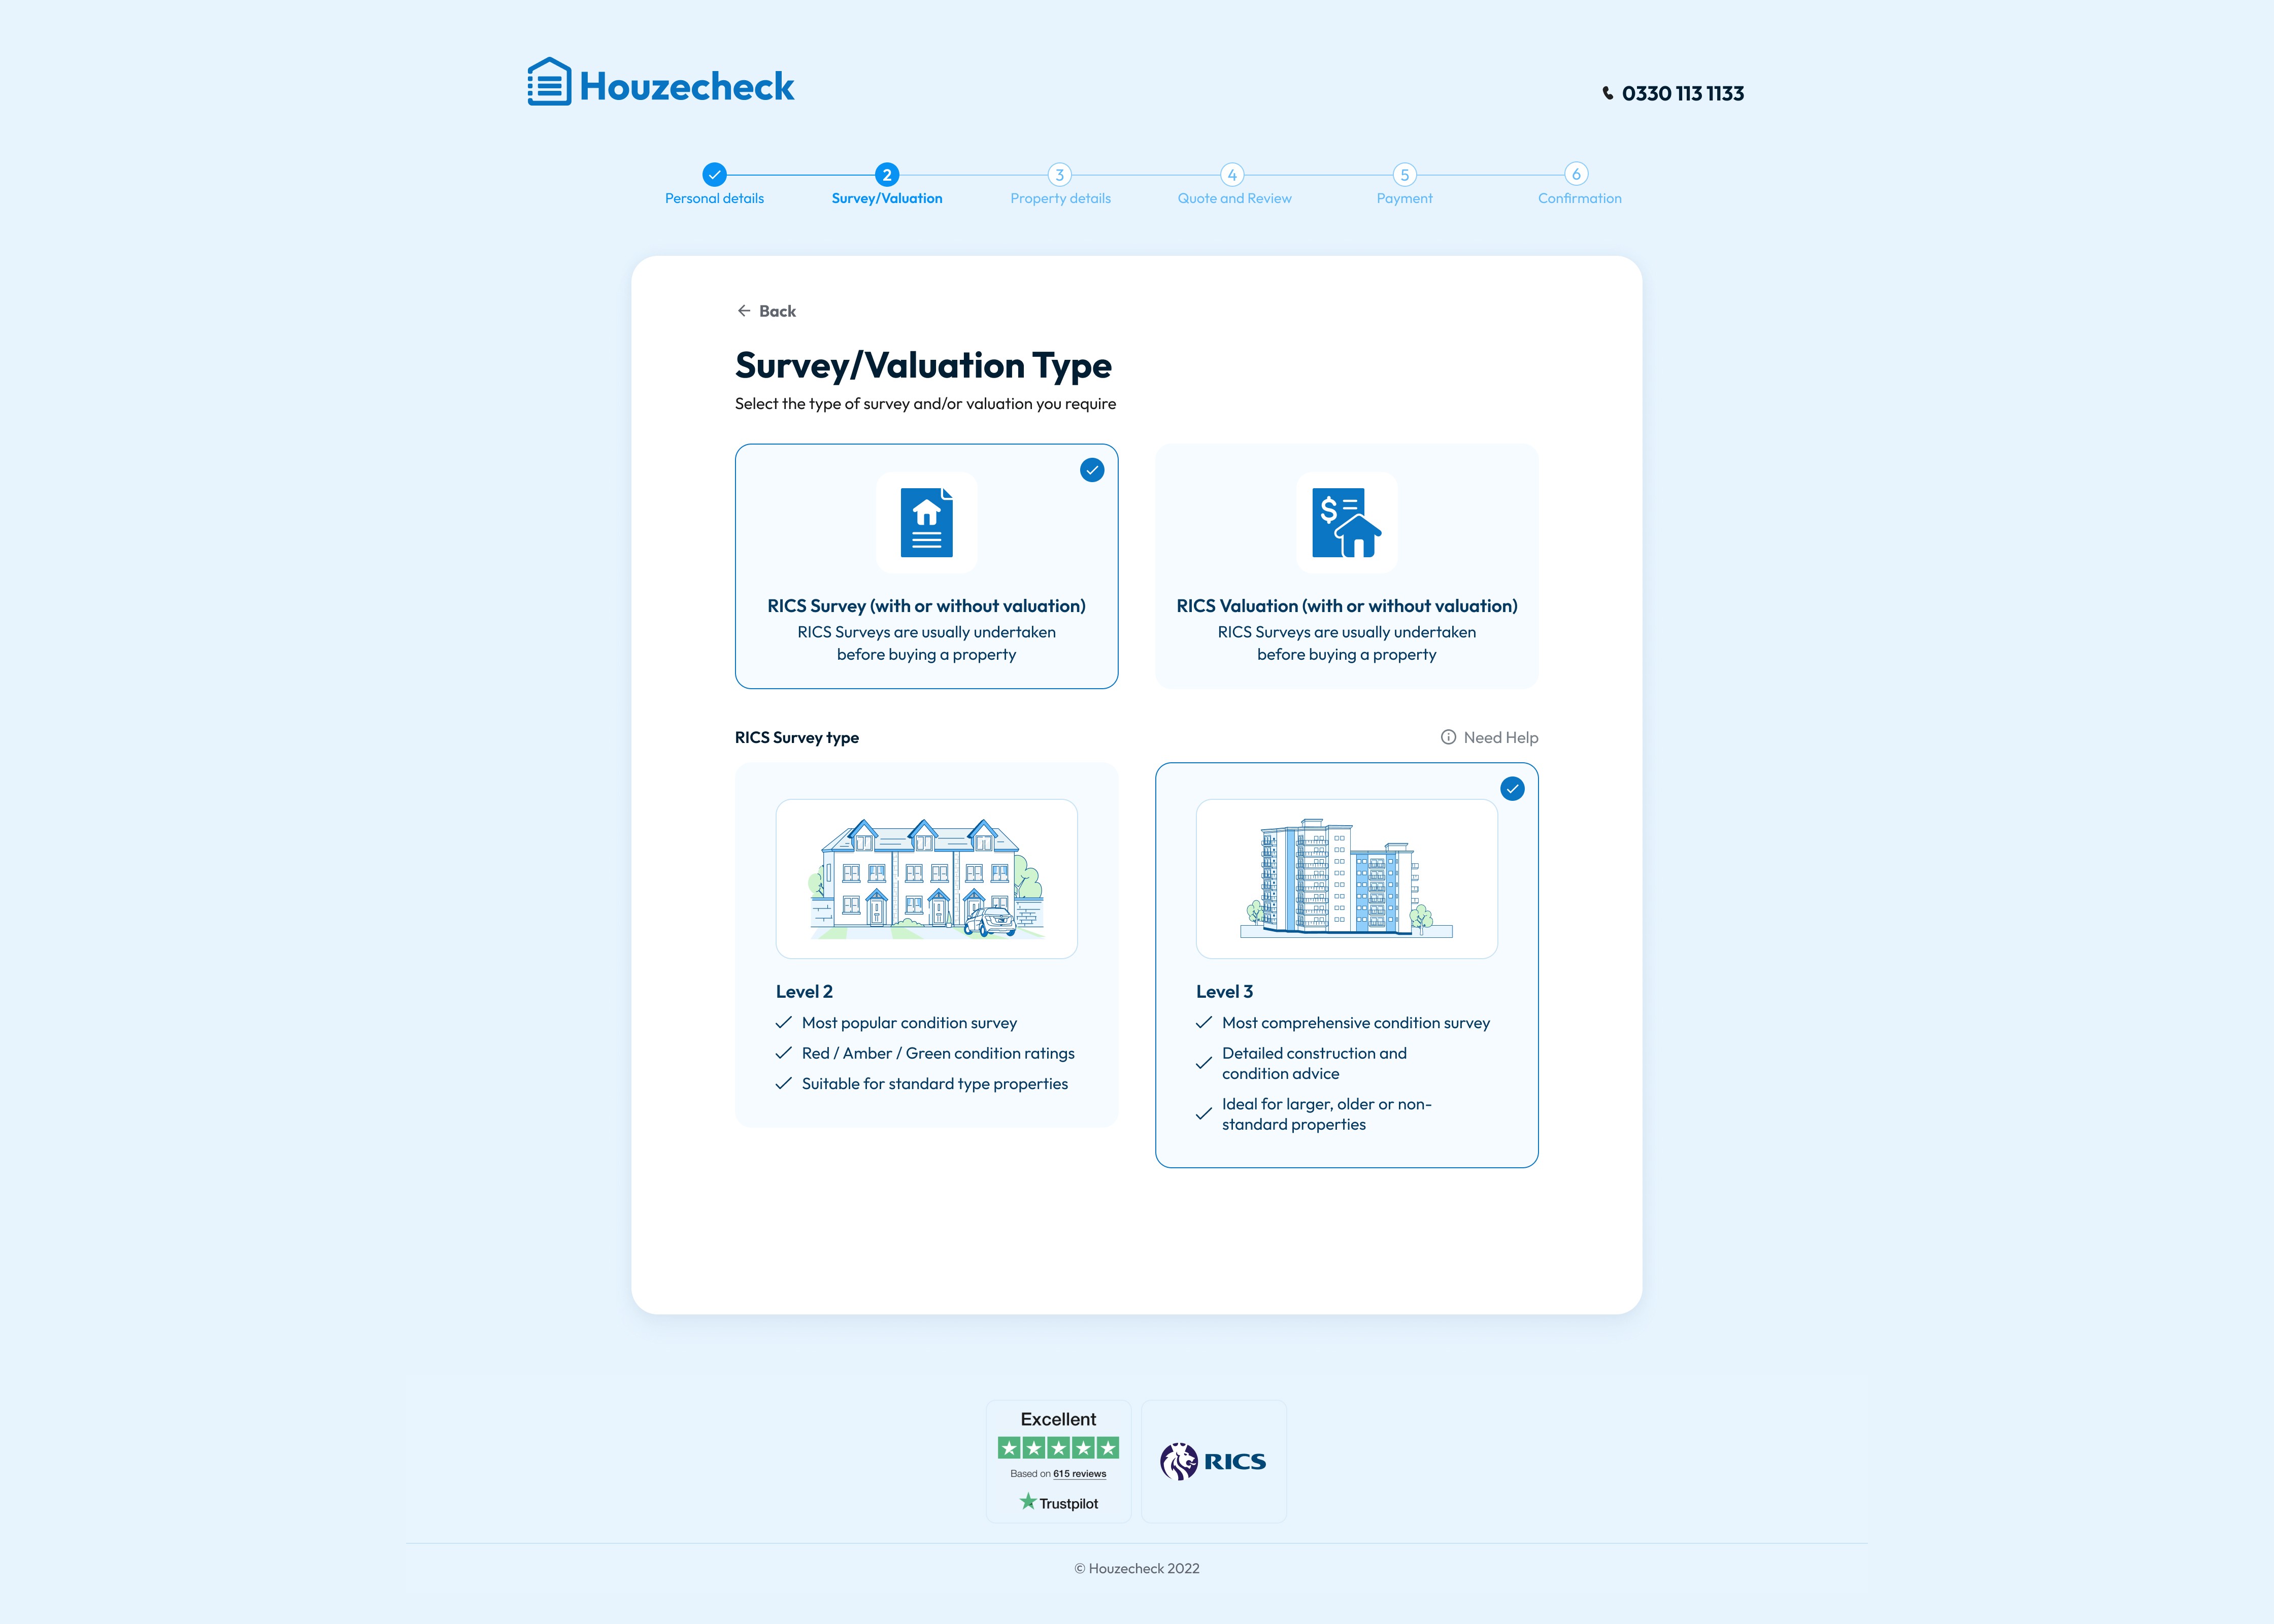 Houzecheck
0330 113 1133
2
3
4
5
6
Personal details
Survey/Valuation
Property details
Quote and Review
Payment
Confirmation
Back
Survey/Valuation Type
Select the type of survey and/or valuation you require
$
RICS Survey (with or without valuation)
RICS Surveys are usually undertaken
before buying a property
RICS Valuation (with or without valuation)
RICS Surveys are usually undertaken
before buying a property
RICS Survey type
Need Help
Level 2
Most popular condition survey
Red / Amber / Green condition ratings
Suitable for standard type properties
Level 3
Most comprehensive condition survey
Detailed construction and
condition advice
Ideal for larger, older or non-
standard properties
Excellent
Based on 615 reviews
Trustpilot
RICS
© Houzecheck 2022